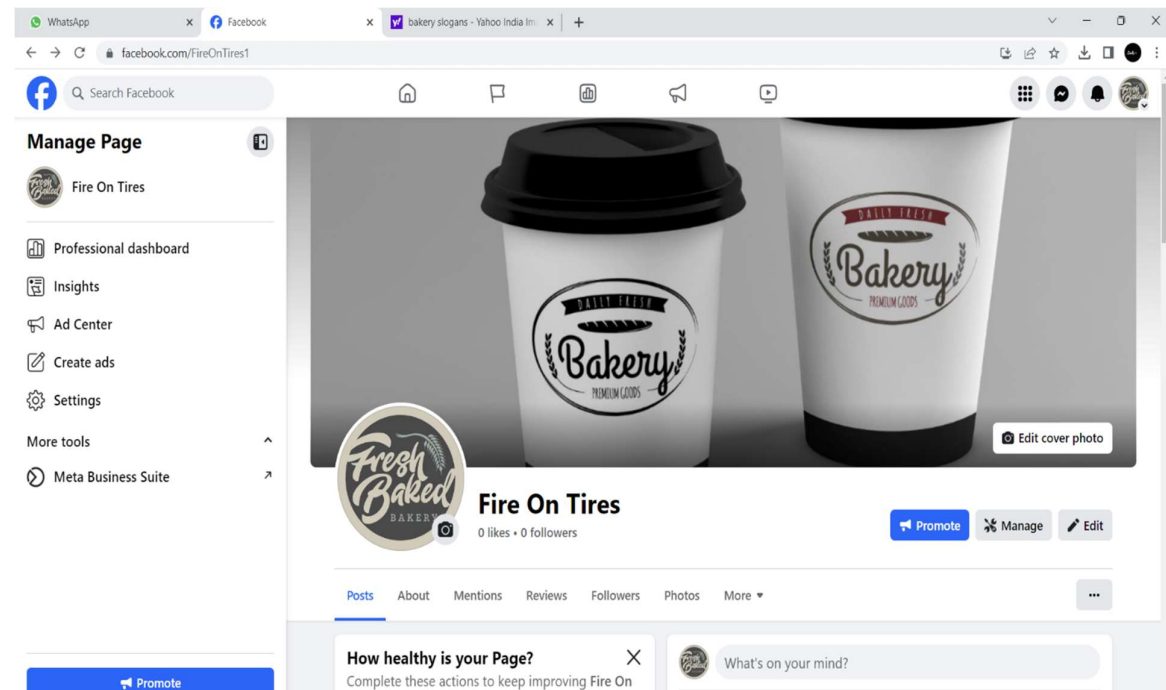 WhatsApp
Facebook
bakery slogans - Yahoo India Im
facebook.com/FireOnTires1
Search Facebook
Manage Page
Fire On Tires
Professional dashboard
Insights
Ad Center
Create ads
Settings
More tools
Meta Business Suite
Promote
DAILY FRESH
Bakery
PREMIUM GOODS
DAILY FRESH
Bakery
PREMIUM GOODS
Edit cover photo
Fresh
Baked
BAKERY
Fire On Tires
0 likes • 0 followers
Promote
Manage
Edit
Posts
About
Mentions
Reviews
Followers
Photos
More
How healthy is your Page?
Complete these actions to keep improving Fire On
What's on your mind?